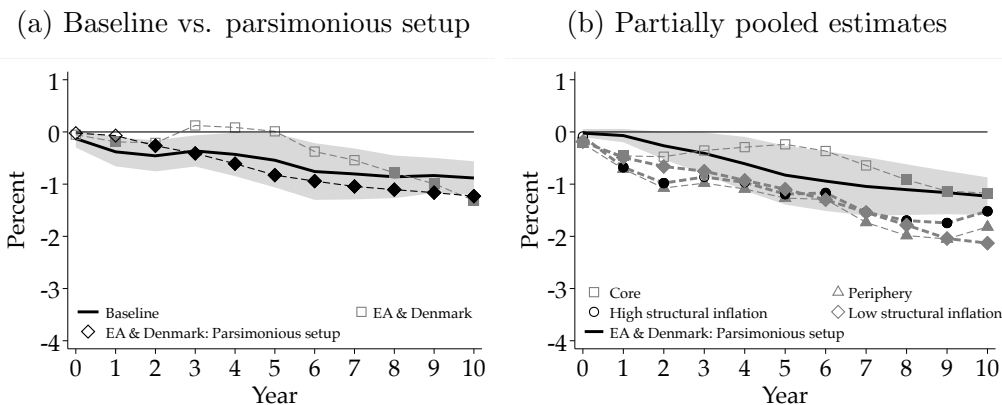 (a) Baseline vs. parsimonious setup
(b) Partially pooled estimates
1
0
-1
-2
-3
-4
Percent
Baseline
EA & Denmark
EA & Denmark: Parsimonious setup
0 1 2 3 4 5 6 7 8 9 10
Year
1
0
-1
-2
-3
-4
Percent
Core
Periphery
High structural inflation
Low structural inflation
EA & Denmark: Parsimonious setup
0 1 2 3 4 5 6 7 8 9 10
Year